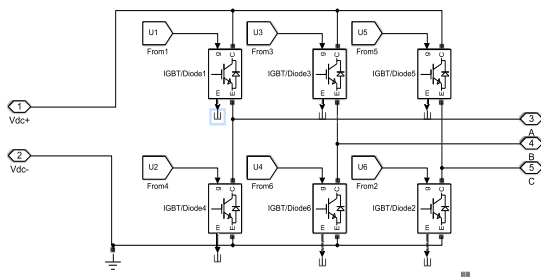 U1
From1
U3
From3
U5
From5
g
C
m
E
IGBT/Diode1
g
C
m
E
IGBT/Diode3
g
C
m
E
IGBT/Diode5
1
Vdc+
3
A
4
B
5
C
2
Vdc-
U2
From4
U4
From6
U6
From2
g
C
m
E
IGBT/Diode4
g
C
m
E
IGBT/Diode6
g
C
m
E
IGBT/Diode2